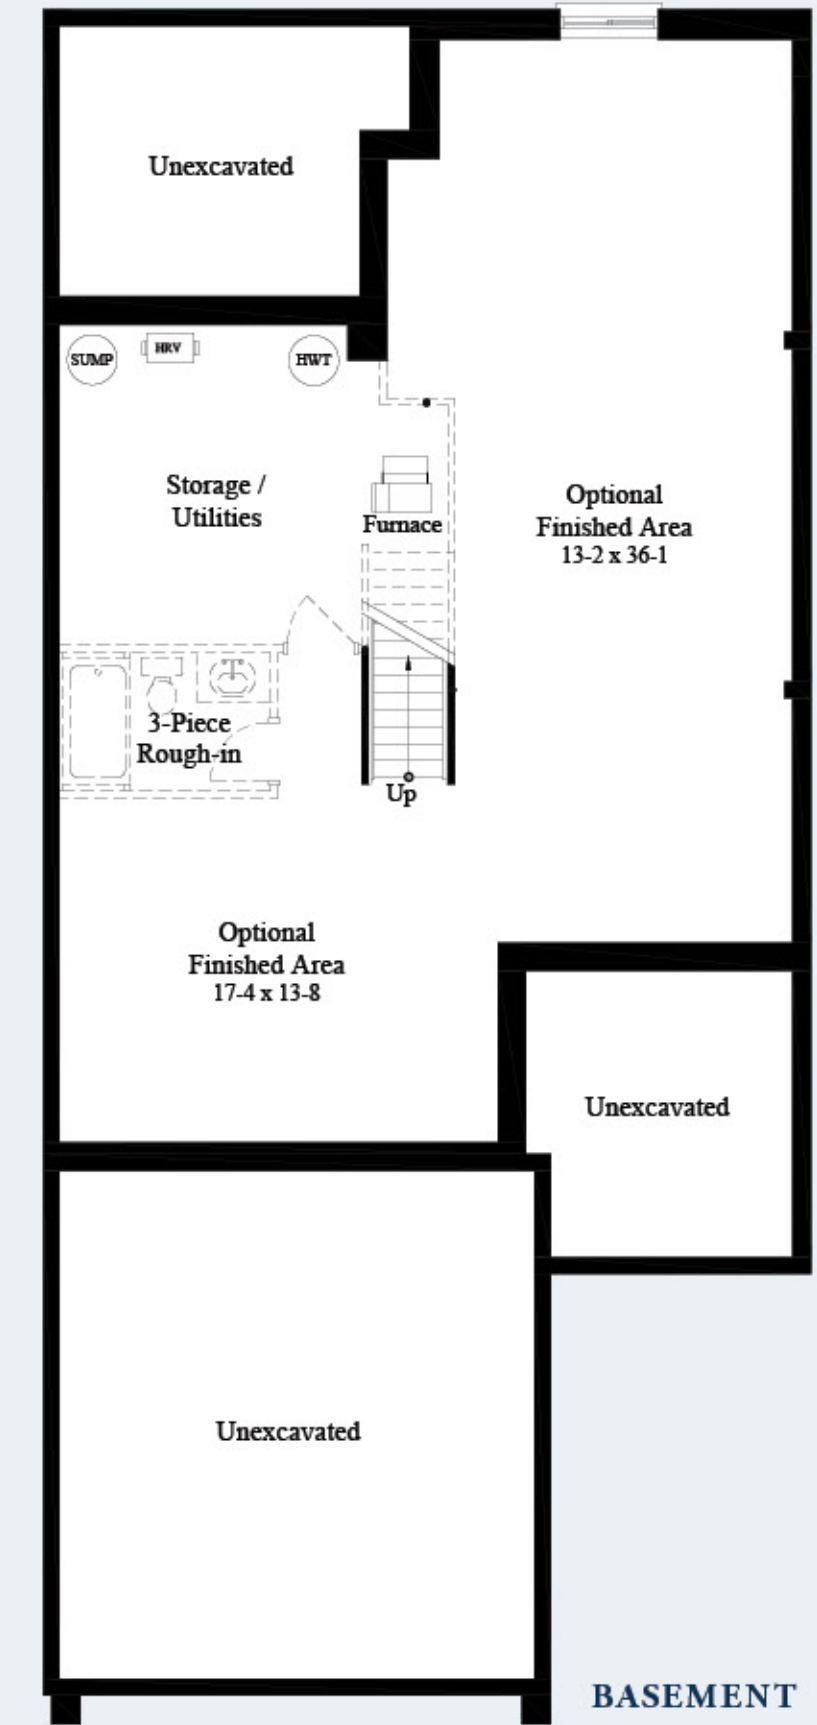 Unexcavated
SUMP
HRV
HWT
Storage /
Utilities
Furnace
Optional
Finished Area
13-2 x 36-1
3-Piece
Rough-in
Up
Optional
Finished Area
17-4 x 13-8
Unexcavated
Unexcavated
BASEMENT